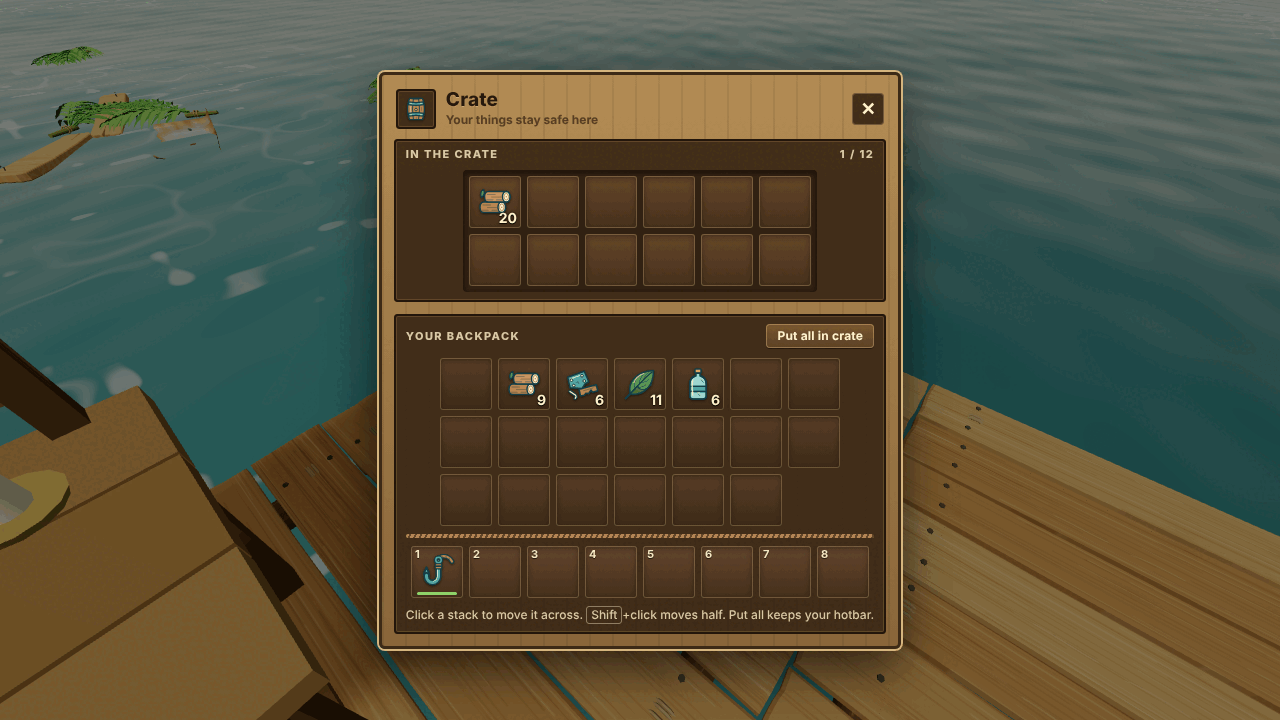 Crate
Your things stay safe here
IN THE CRATE
1 / 12
20
YOUR BACKPACK
Put all in crate
9
6
11
6
1
2
3
4
5
6
7
8
Click a stack to move it across. Shift+click moves half. Put all keeps your hotbar.